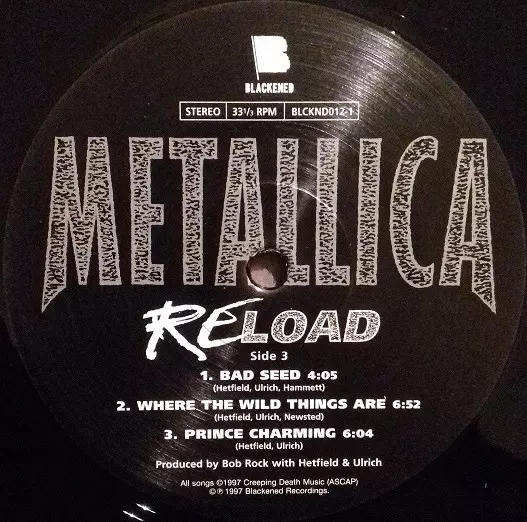 B
BLACKENED
STEREO 33⅓ RPM BLCKND012-1
METALLICA
RELOAD
Side 3
1. BAD SEED 4:05
(Hetfield, Ulrich, Hammett)
2. WHERE THE WILD THINGS ARE 6:52
(Hetfield, Ulrich, Newsted)
3. PRINCE CHARMING 6:04
(Hetfield, Ulrich)
Produced by Bob Rock with Hetfield & Ulrich
All songs ©1997 Creeping Death Music (ASCAP)
©℗ 1997 Blackened Recordings.